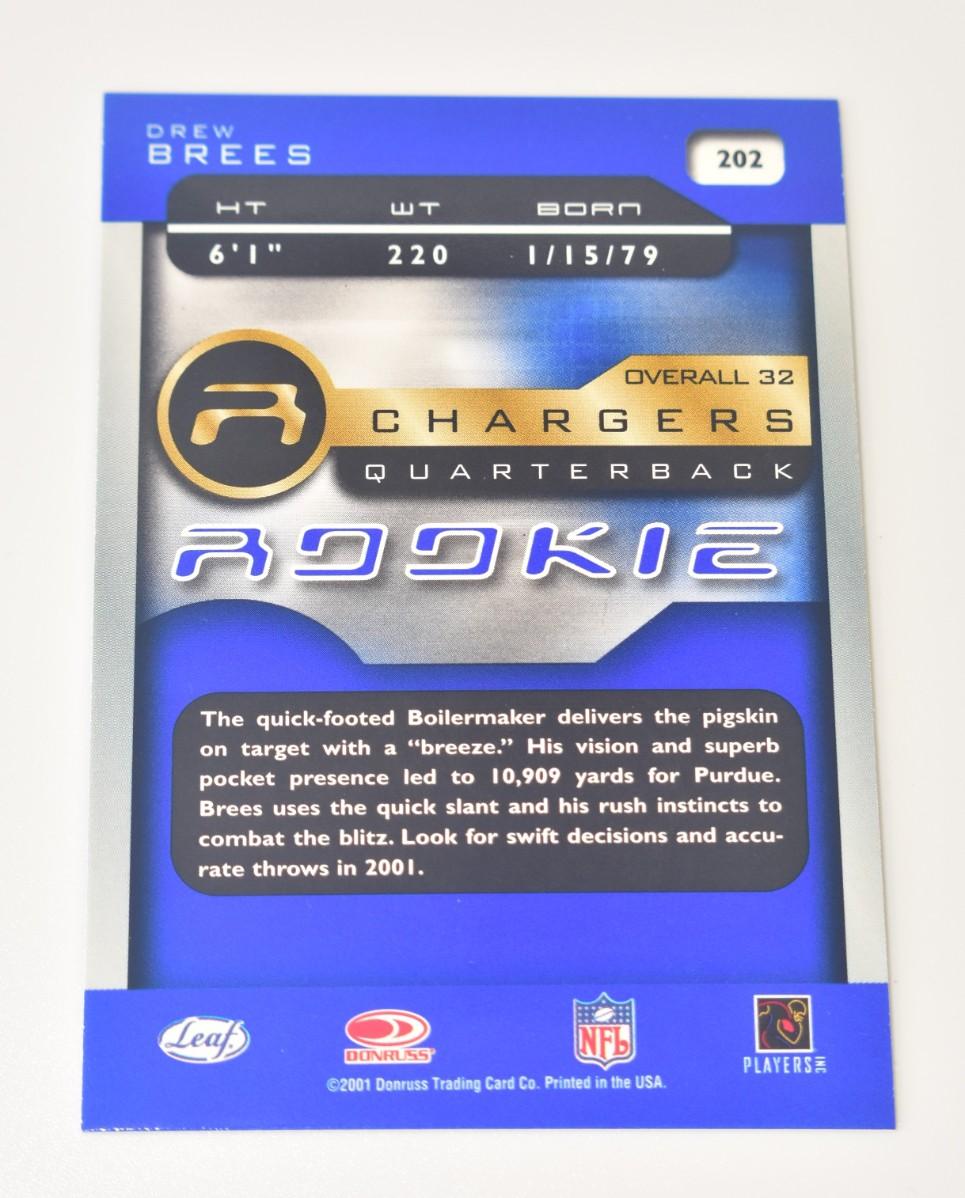 DREW
BREES
202
HT WT BORN
6'1" 220 1/15/79
OVERALL 32
R CHARGERS
QUARTERBACK
ROOKIE
The quick-footed Boilermaker delivers the pigskin
on target with a “breeze.” His vision and superb
pocket presence led to 10,909 yards for Purdue.
Brees uses the quick slant and his rush instincts to
combat the blitz. Look for swift decisions and accu-
rate throws in 2001.
Leaf
DONRUSS
NFL
PLAYERS INC
©2001 Donruss Trading Card Co. Printed in the USA.